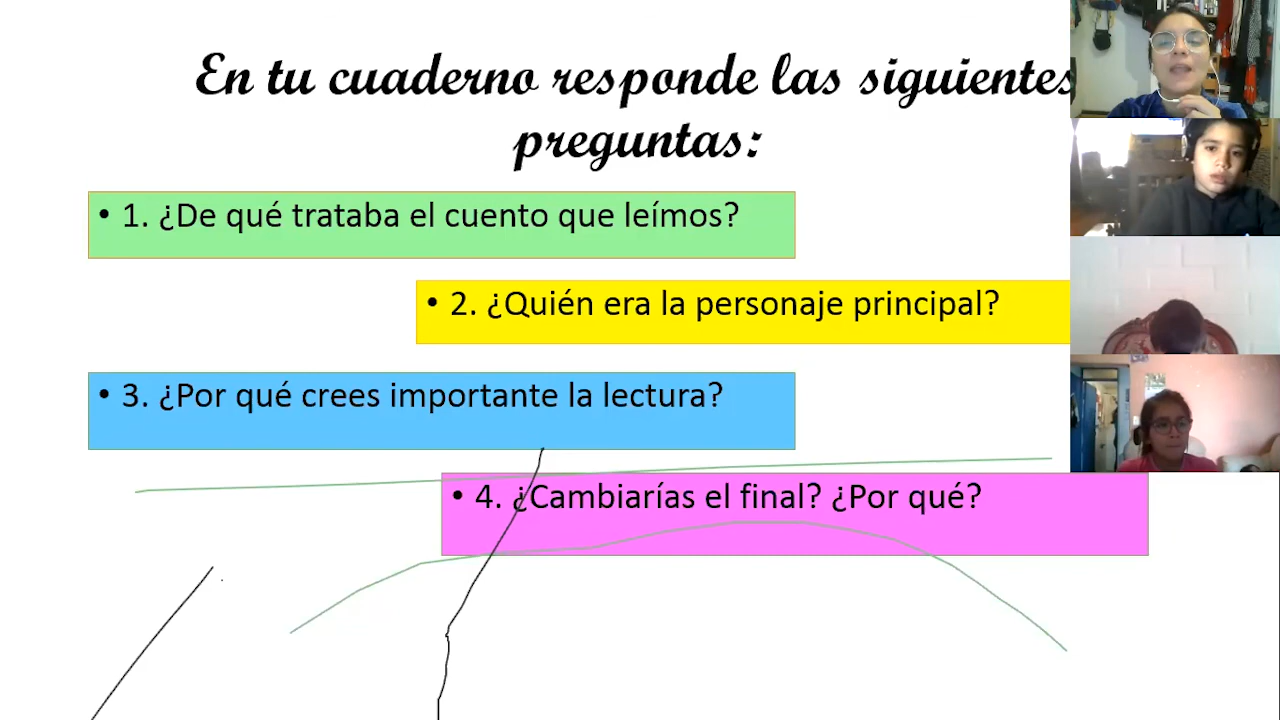 En tu cuaderno responde las siguientes
preguntas:
• 1. ¿De qué trataba el cuento que leímos?
• 2. ¿Quién era la personaje principal?
• 3. ¿Por qué crees importante la lectura?
• 4. ¿Cambiarías el final? ¿Por qué?